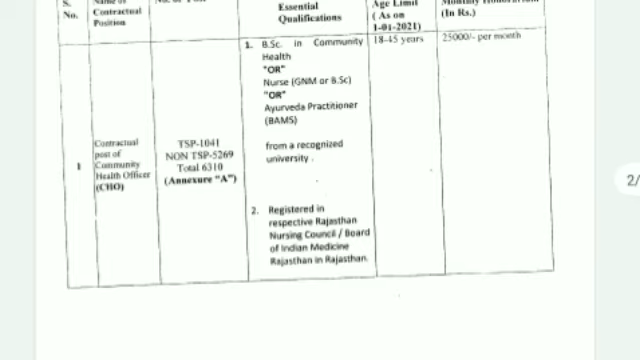 S. No.
Contractual Position
Essential Qualifications
Age Limit ( As on 1-01-2021)
(In Rs.)
1. B.Sc. in Community Health
"OR"
Nurse (GNM or B.Sc)
"OR"
Ayurveda Practitioner (BAMS)
from a recognized university .
18-45 years
25000/- per month
1
Contractual post of Community Health Officer (CHO)
TSP-1041
NON TSP-5269
Total 6310
(Annexure "A")
2. Registered in respective Rajasthan Nursing Council / Board of Indian Medicine Rajasthan in Rajasthan.
2/